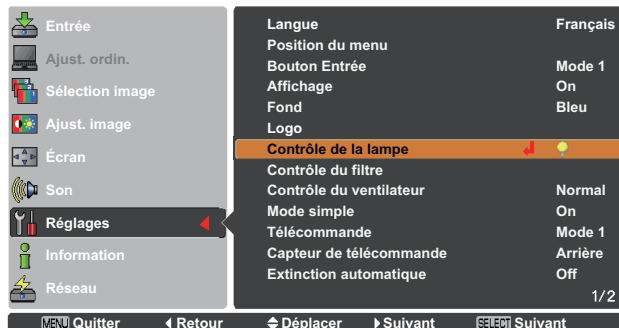 Entrée
Ajust. ordin.
Sélection image
Ajust. image
Écran
Son
Réglages
Information
Réseau
Langue Français
Position du menu
Bouton Entrée Mode 1
Affichage On
Fond Bleu
Logo
Contrôle de la lampe
Contrôle du filtre
Contrôle du ventilateur Normal
Mode simple On
Télécommande Mode 1
Capteur de télécommande Arrière
Extinction automatique Off
1/2
MENU Quitter Retour Déplacer Suivant SELECT Suivant